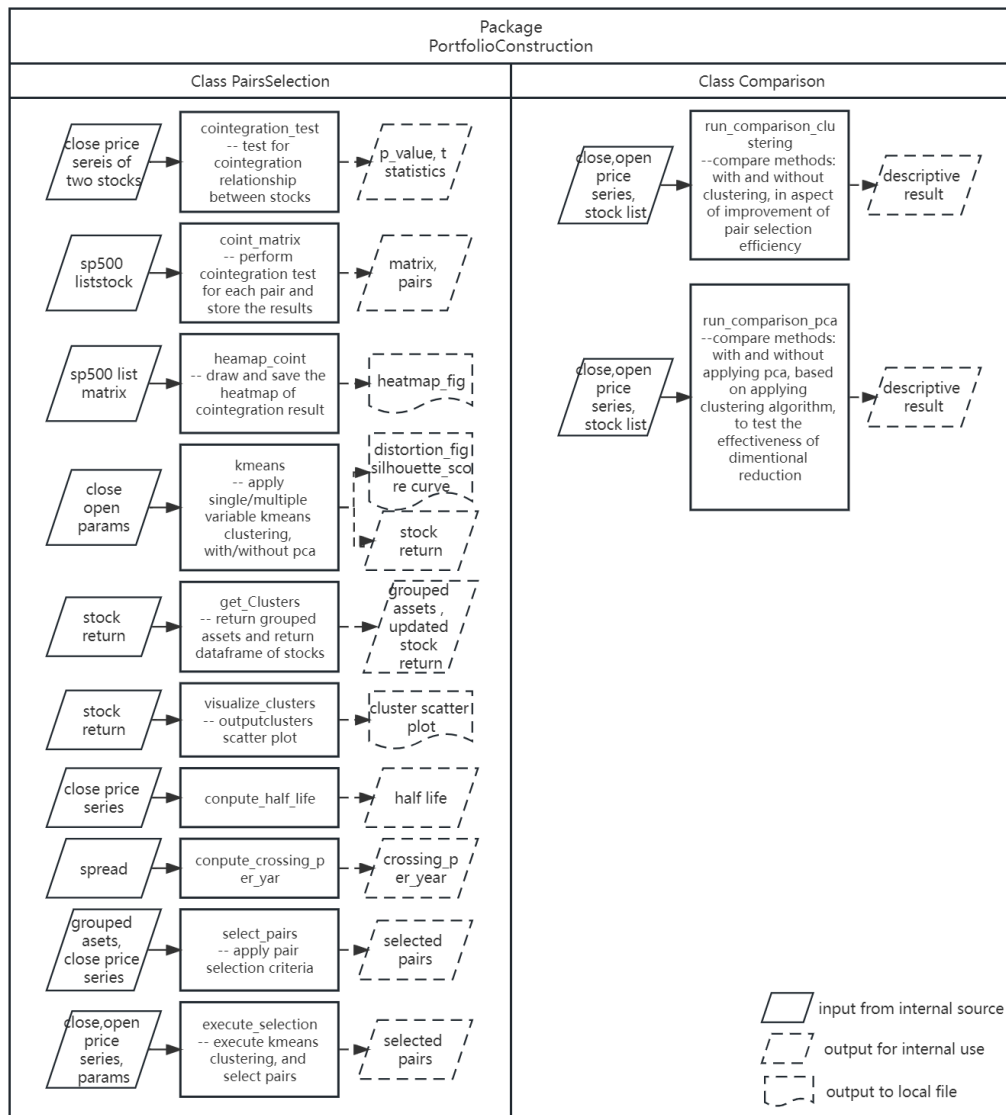 Package
PortfolioConstruction
Class PairsSelection
Class Comparison
close price
sereis of
two stocks
cointegration_test
-- test for
cointegration
relationship
between stocks
p_value, t
statistics
sp500
liststock
coint_matrix
-- perform
cointegration test
for each pair and
store the results
matrix,
pairs
sp500 list
matrix
heamap_coint
-- draw and save the
heatmap of
cointegration result
heatmap_fig
close
open
params
kmeans
-- apply
single/multiple
variable kmeans
clustering,
with/without pca
distortion_fig
silhouette_sco
re curve
stock
return
stock
return
get_Clusters
-- return grouped
assets and return
dataframe of stocks
grouped
assets ,
updated
stock
return
stock
return
visualize_clusters
-- outputclusters
scatter plot
cluster scatter
plot
close price
series
conpute_half_life
half life
spread
conpute_crossing_p
er_yar
crossing_p
er_year
grouped
asets,
close price
series
select_pairs
-- apply pair
selection criteria
selected
pairs
close,open
price
series,
params
execute_selection
-- execute kmeans
clustering, and
select pairs
selected
pairs
close,open
price
series,
stock list
run_comparison_clu
stering
--compare methods:
with and without
clustering, in aspect
of improvement of
pair selection
efficiency
descriptive
result
close,open
price
series,
stock list
run_comparison_pca
--compare methods:
with and without
applying pca, based
on applying
clustering algorithm,
to test the
effectiveness of
dimentional
reduction
descriptive
result
input from internal source
output for internal use
output to local file